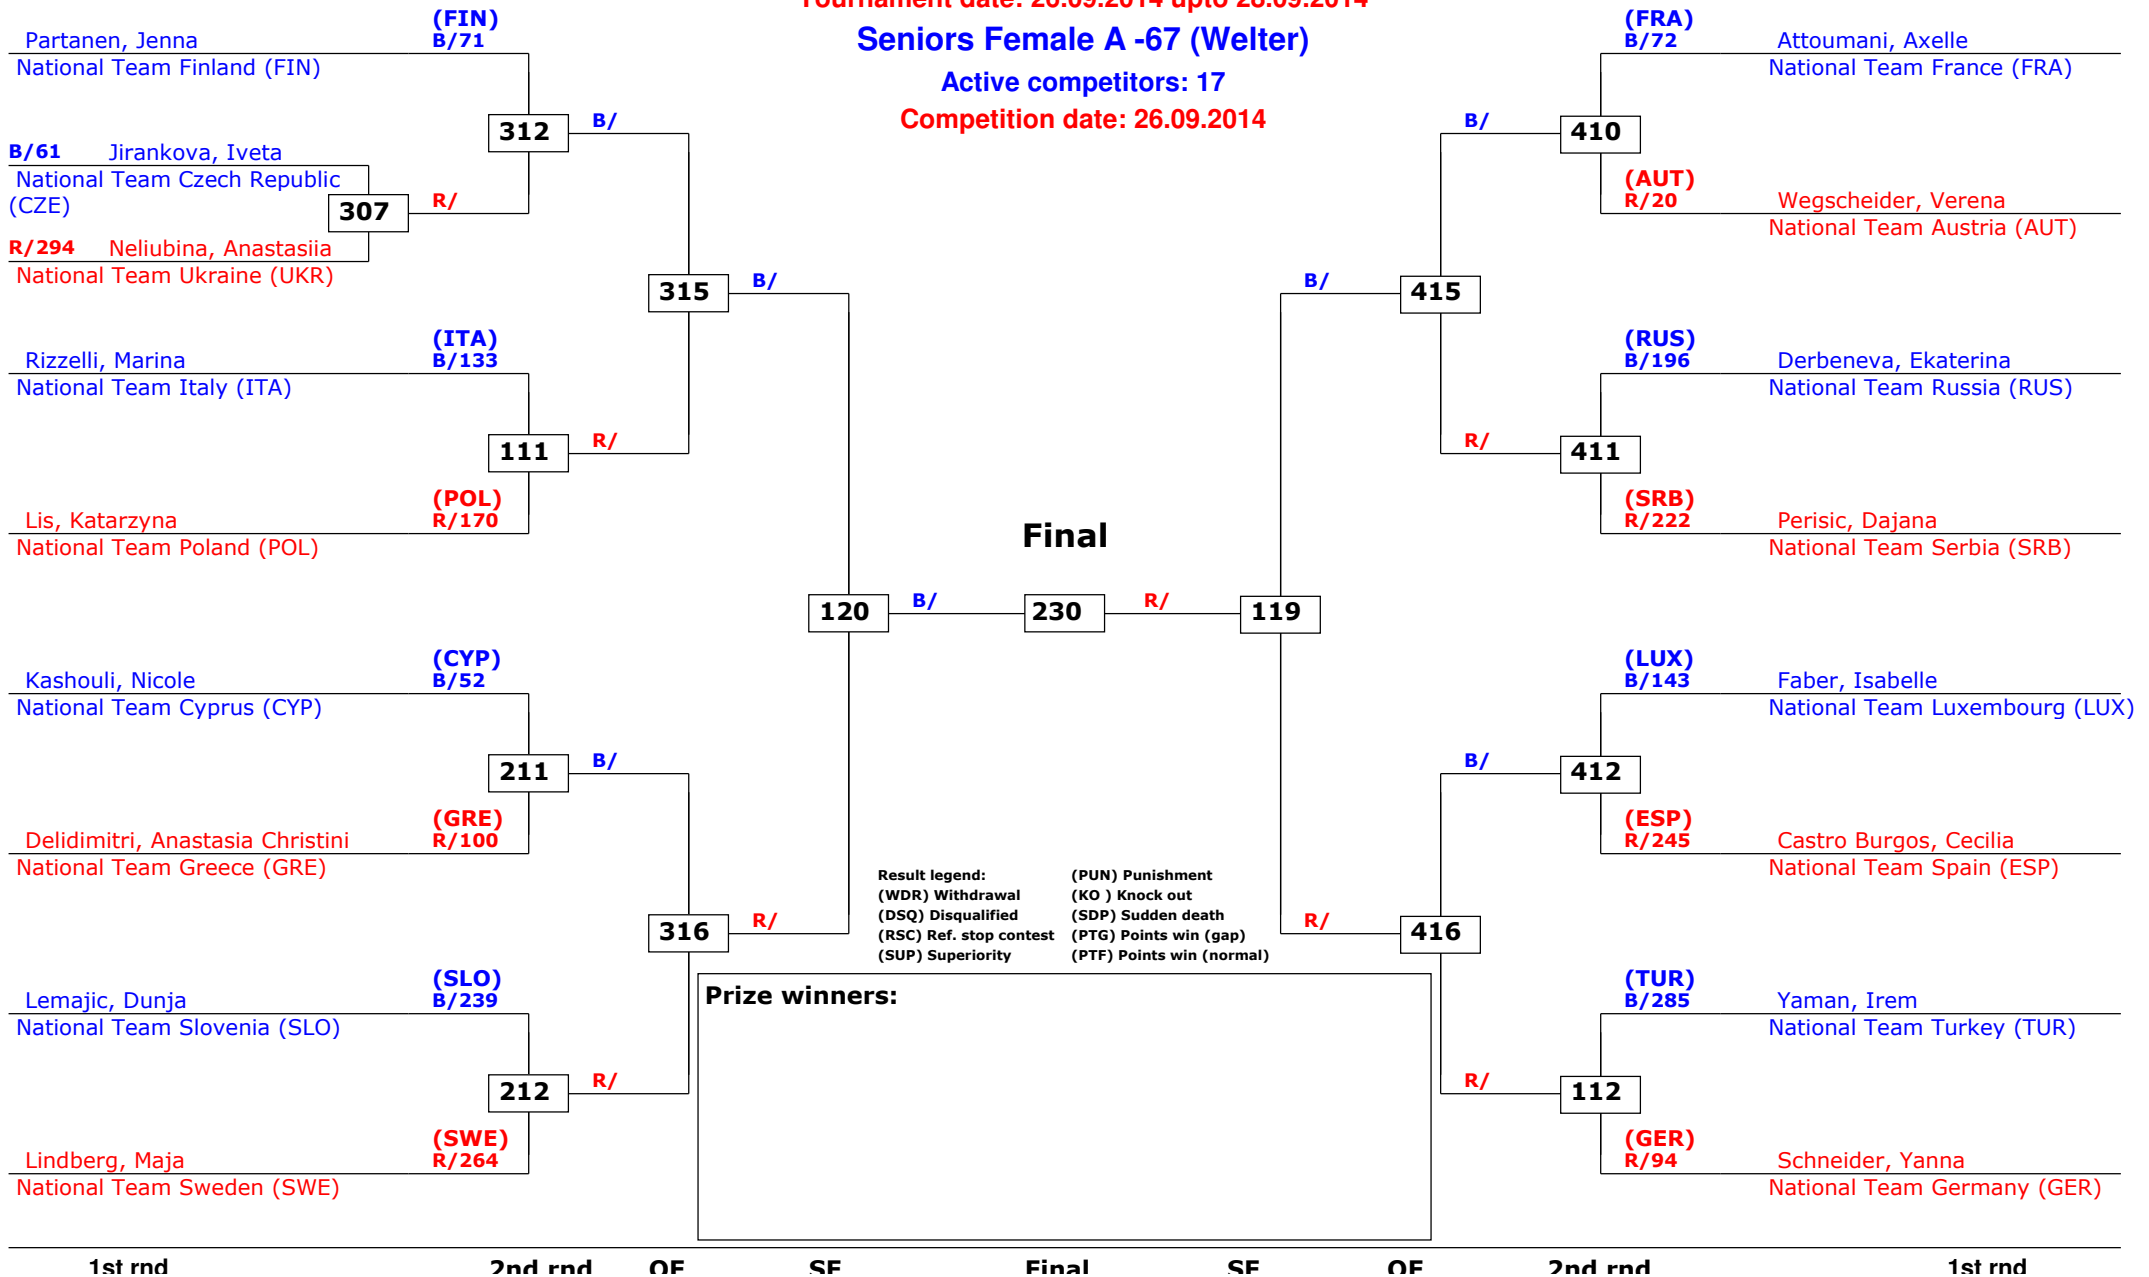 Tournament date: 26.09.2014 upto 28.09.2014
Seniors Female A -67 (Welter)
Active competitors: 17
Competition date: 26.09.2014
(FIN)
Partanen, Jenna B/71
National Team Finland (FIN)
312 B/
B/61 Jirankova, Iveta
National Team Czech Republic
(CZE)
307 R/
R/294 Neliubina, Anastasiia
National Team Ukraine (UKR)
315 B/
(ITA)
Rizzelli, Marina B/133
National Team Italy (ITA)
111 R/
(POL)
Lis, Katarzyna R/170
National Team Poland (POL)
Final
120 B/ 230 R/ 119
(CYP)
Kashouli, Nicole B/52
National Team Cyprus (CYP)
211 B/
(GRE)
Delidimitri, Anastasia Christini R/100
National Team Greece (GRE)
316 R/
(SLO)
Lemajic, Dunja B/239
National Team Slovenia (SLO)
212 R/
(SWE)
Lindberg, Maja R/264
National Team Sweden (SWE)
(FRA)
B/72 Attoumani, Axelle
National Team France (FRA)
B/ 410
(AUT)
R/20 Wegscheider, Verena
National Team Austria (AUT)
B/ 415
(RUS)
B/196 Derbeneva, Ekaterina
National Team Russia (RUS)
R/ 411
(SRB)
R/222 Perisic, Dajana
National Team Serbia (SRB)
(LUX)
B/143 Faber, Isabelle
National Team Luxembourg (LUX)
B/ 412
(ESP)
R/245 Castro Burgos, Cecilia
National Team Spain (ESP)
R/ 416
(TUR)
B/285 Yaman, Irem
National Team Turkey (TUR)
R/ 112
(GER)
R/94 Schneider, Yanna
National Team Germany (GER)
Result legend: (PUN) Punishment
(WDR) Withdrawal (KO ) Knock out
(DSQ) Disqualified (SDP) Sudden death
(RSC) Ref. stop contest (PTG) Points win (gap)
(SUP) Superiority (PTF) Points win (normal)
Prize winners:
1st rnd 2nd rnd QF SF Final SF QF 2nd rnd 1st rnd